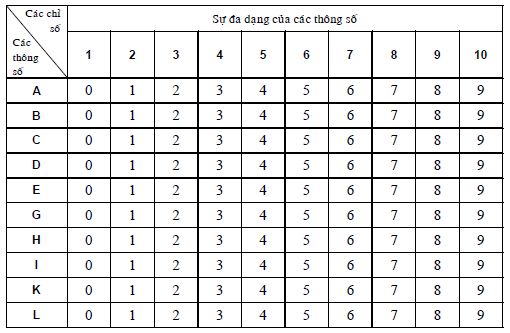 Các chỉ
số
Các
thông
số
Sự đa dạng của các thông số
1 2 3 4 5 6 7 8 9 10
A 0 1 2 3 4 5 6 7 8 9
B 0 1 2 3 4 5 6 7 8 9
C 0 1 2 3 4 5 6 7 8 9
D 0 1 2 3 4 5 6 7 8 9
E 0 1 2 3 4 5 6 7 8 9
G 0 1 2 3 4 5 6 7 8 9
H 0 1 2 3 4 5 6 7 8 9
I 0 1 2 3 4 5 6 7 8 9
K 0 1 2 3 4 5 6 7 8 9
L 0 1 2 3 4 5 6 7 8 9